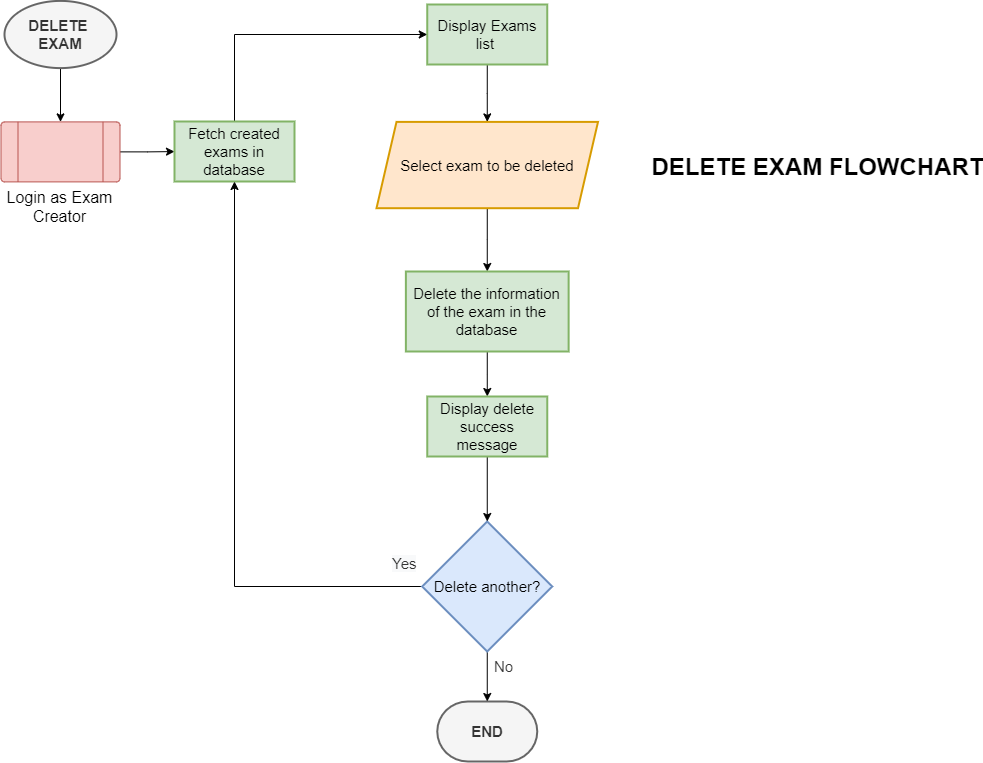 DELETE
EXAM
Login as Exam
Creator
Fetch created
exams in
database
Display Exams
list
Select exam to be deleted
DELETE EXAM FLOWCHART
Delete the information
of the exam in the
database
Display delete
success
message
Delete another?
Yes
No
END